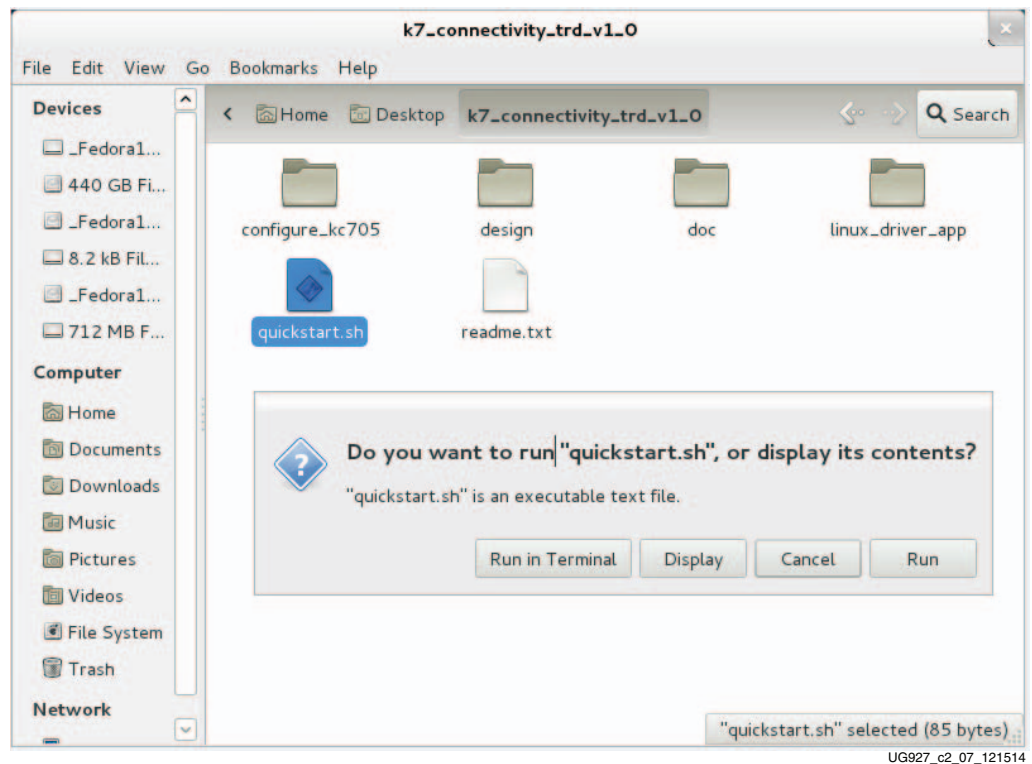 k7_connectivity_trd_v1_0
File Edit View Go Bookmarks Help
Devices
_Fedora1...
440 GB Fi...
_Fedora1...
8.2 kB Fil...
_Fedora1...
712 MB F...
Computer
Home
Documents
Downloads
Music
Pictures
Videos
File System
Trash
Network
Home Desktop k7_connectivity_trd_v1_0 Search
configure_kc705 design doc linux_driver_app
quickstart.sh readme.txt
Do you want to run "quickstart.sh", or display its contents?
"quickstart.sh" is an executable text file.
Run in Terminal Display Cancel Run
"quickstart.sh" selected (85 bytes)
UG927_c2_07_121514